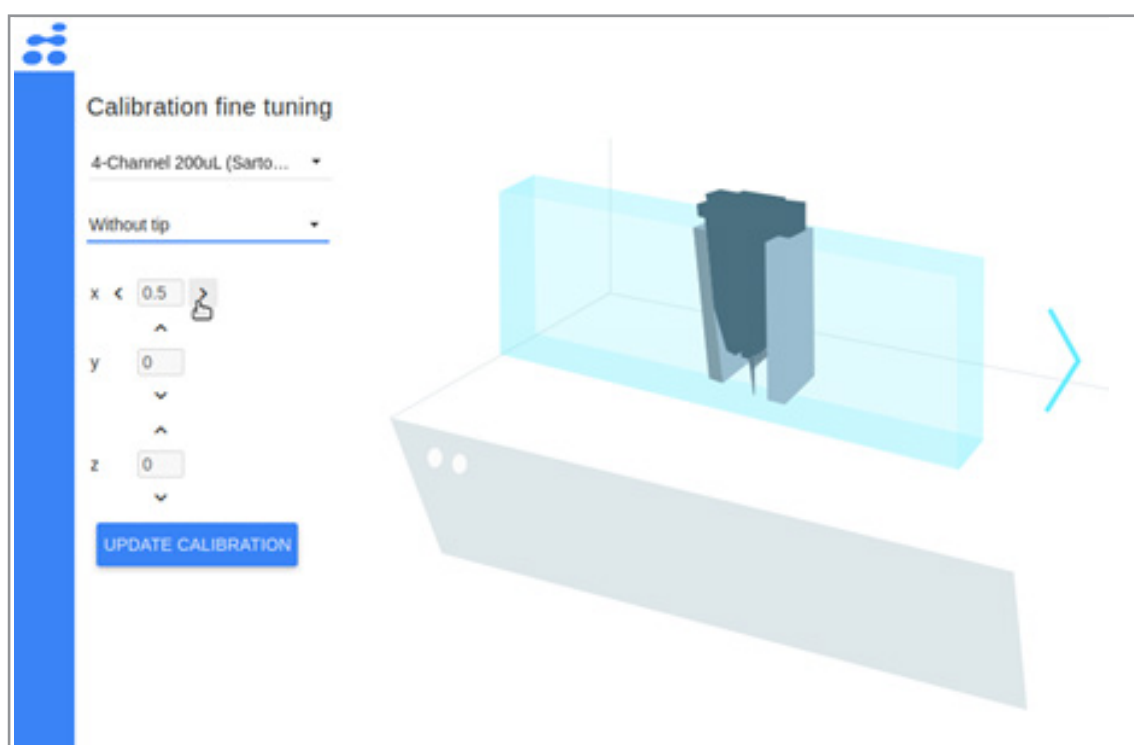 Calibration fine tuning
4-Channel 200uL (Sarto...
Without tip
x 0.5
y 0
z 0
UPDATE CALIBRATION